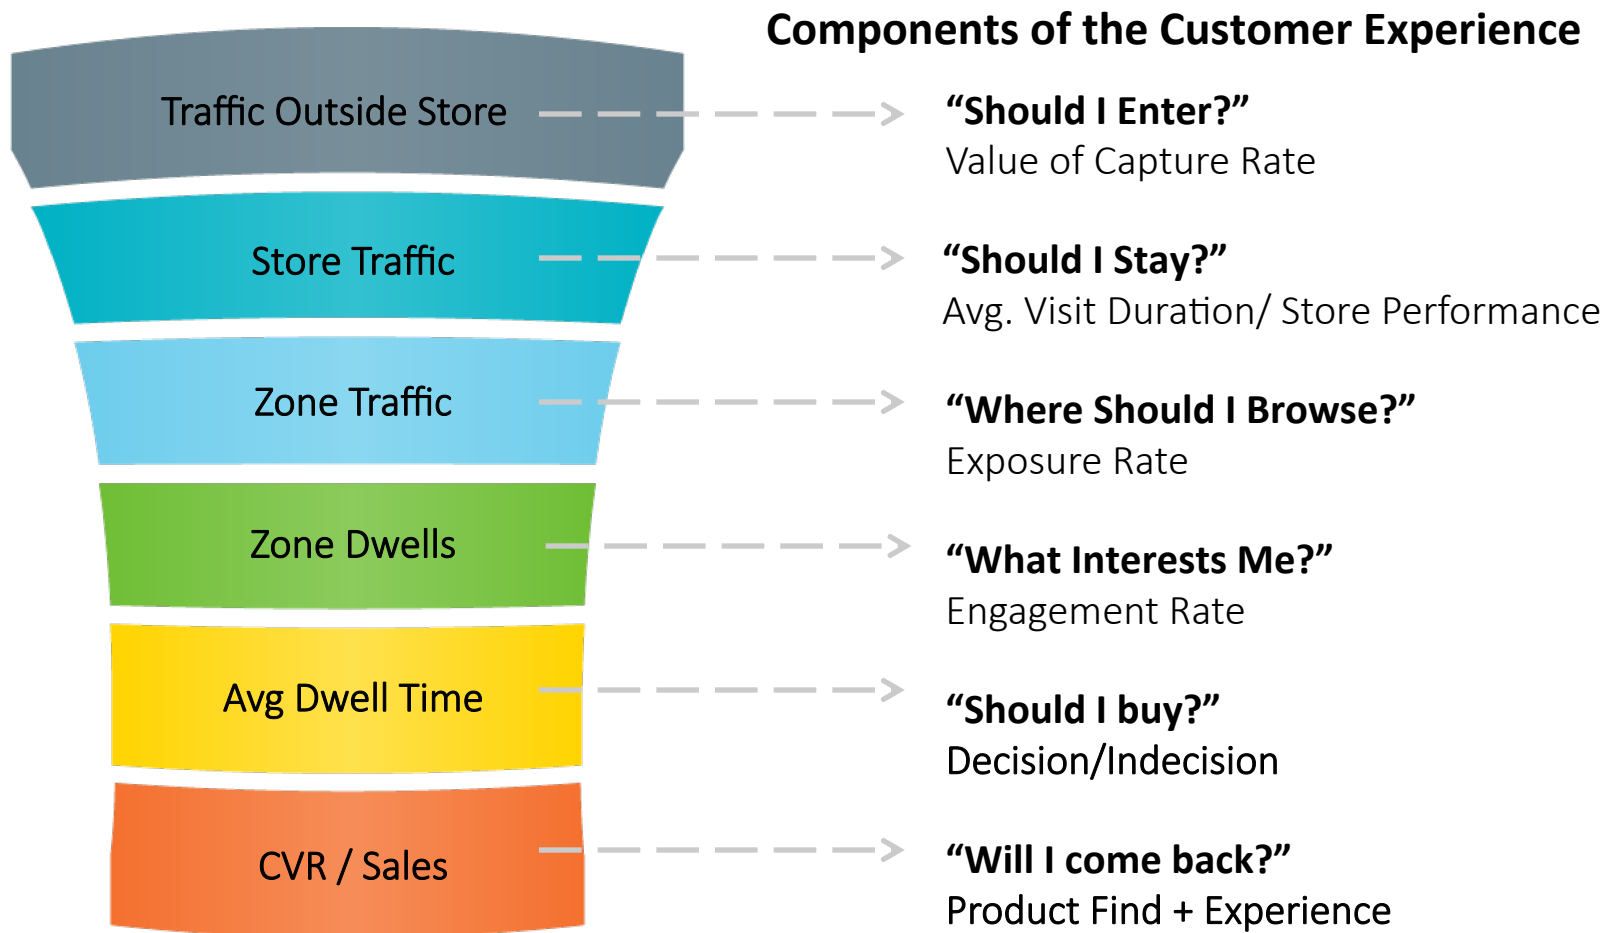 Components of the Customer Experience
Traffic Outside Store
“Should I Enter?”
Value of Capture Rate
Store Traffic
“Should I Stay?”
Avg. Visit Duration/ Store Performance
Zone Traffic
“Where Should I Browse?”
Exposure Rate
Zone Dwells
“What Interests Me?”
Engagement Rate
Avg Dwell Time
“Should I buy?”
Decision/Indecision
CVR / Sales
“Will I come back?”
Product Find + Experience